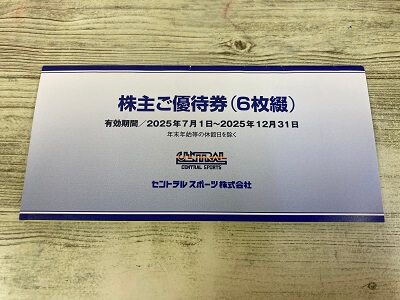 株主ご優待券(6枚綴)
有効期間/2025年7月1日~2025年12月31日
年末年始等の休館日を除く
CENTRAL
CENTRAL SPORTS
セントラルスポーツ株式会社